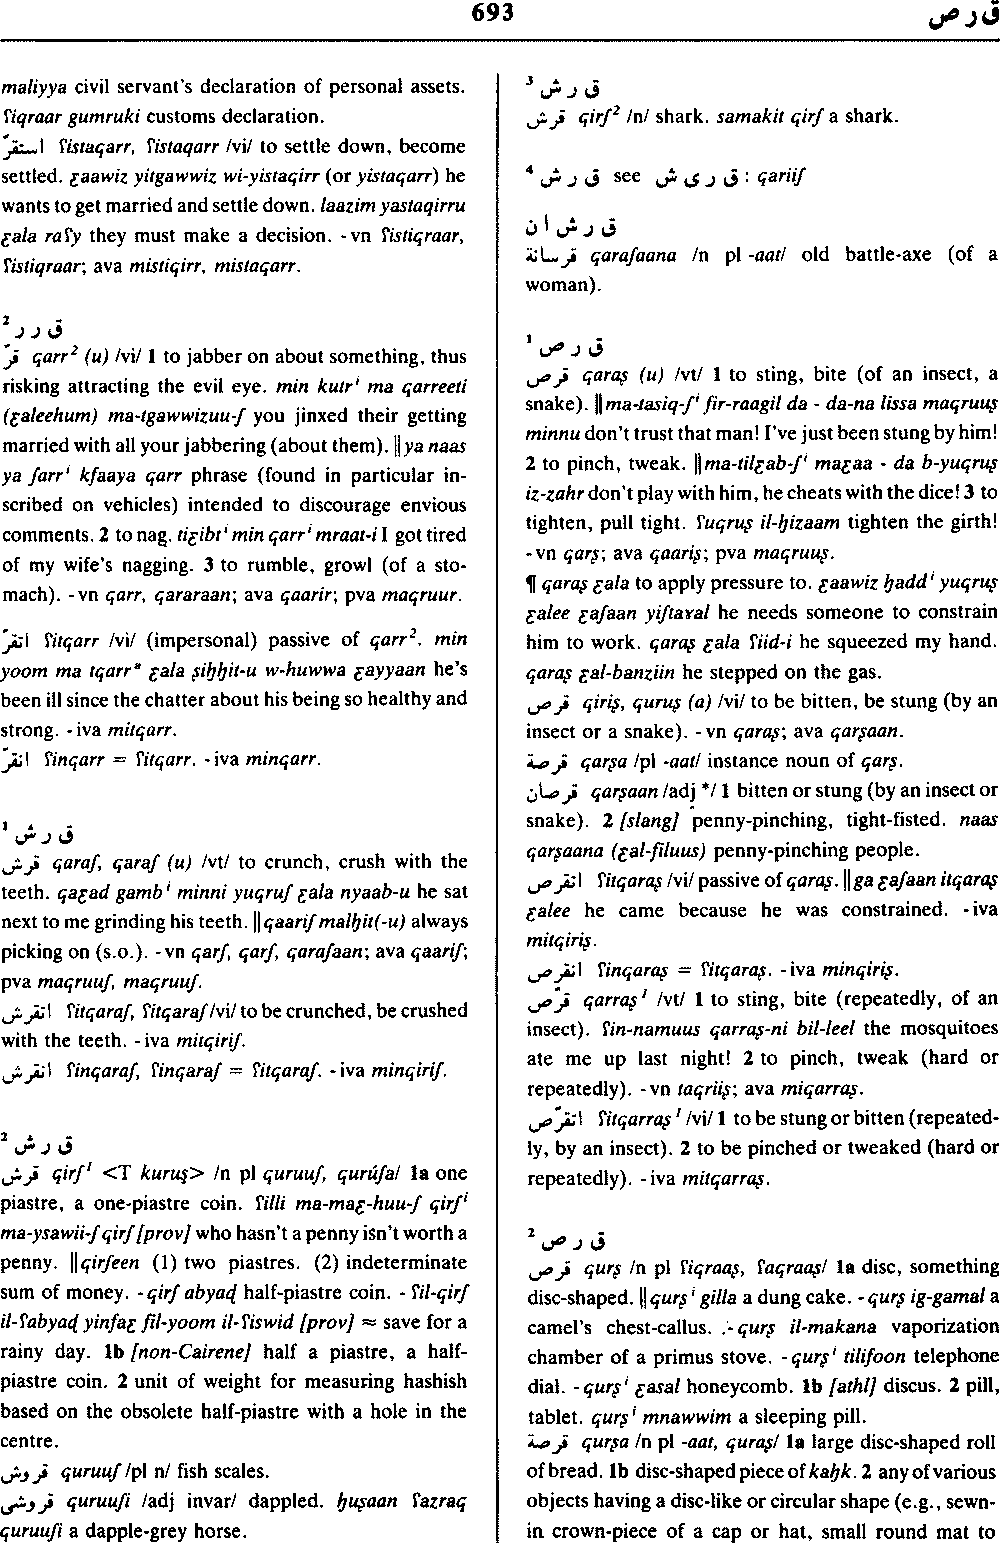 693
ق ر ص
maliyya civil servant's declaration of personal assets.
ʕiqraar gumruki customs declaration.
استقرّ ʕistaqarr, ʕistaqarr /vi/ to settle down, become
settled. ɛaawiz yitgawwiz wi-yistaqirr (or yistaqarr) he
wants to get married and settle down. laazim yastaqirru
ɛala raʕy they must make a decision. -vn ʕistiqraar,
ʕistiqraar; ava mistiqirr, mistaqarr.
ق ر ر ²
قرّ qarr² (u) /vi/ 1 to jabber on about something, thus
risking attracting the evil eye. min kutrⁱ ma qarreeti
(ɛaleehum) ma-tgawwizuu-ʃ you jinxed their getting
married with all your jabbering (about them). ‖ ya naas
ya ʃarrⁱ kfaaya qarr phrase (found in particular in-
scribed on vehicles) intended to discourage envious
comments. 2 to nag. tiɛibtⁱ min qarrⁱ mraat-i I got tired
of my wife's nagging. 3 to rumble, growl (of a sto-
mach). -vn qarr, qararaan; ava qaarir; pva maqruur.
اتقرّ ʕitqarr /vi/ (impersonal) passive of qarr². min
yoom ma tqarrᵃ ɛala ṣiḥḥit-u w-huwwa ɛayyaan he's
been ill since the chatter about his being so healthy and
strong. -iva mitqarr.
انقرّ ʕinqarr = ʕitqarr. -iva minqarr.
ق ر ش ¹
قرش qaraʃ, qaraʃ (u) /vt/ to crunch, crush with the
teeth. qaɛad gambⁱ minni yuqruʃ ɛala nyaab-u he sat
next to me grinding his teeth. ‖ qaariʃ malḥit(-u) always
picking on (s.o.). -vn qarʃ, qarʃ, qaraʃaan; ava qaariʃ;
pva maqruuʃ, maqruuʃ.
اتقرش ʕitqaraʃ, ʕitqaraʃ /vi/ to be crunched, be crushed
with the teeth. -iva mitqiriʃ.
انقرش ʕinqaraʃ, ʕinqaraʃ = ʕitqaraʃ. -iva minqiriʃ.
ق ر ش ²
قرش qirʃ¹ <T kuruş> /n pl quruuʃ, qurúʃa/ 1a one
piastre, a one-piastre coin. ʕilli ma-maɛ-huu-ʃ qirʃⁱ
ma-ysawii-ʃ qirʃ [prov] who hasn't a penny isn't worth a
penny. ‖ qirʃeen (1) two piastres. (2) indeterminate
sum of money. -qirʃ abyaḍ half-piastre coin. - ʕil-qirʃ
il-ʕabyaḍ yinfaɛ fil-yoom il-ʕiswid [prov] ≈ save for a
rainy day. 1b [non-Cairene] half a piastre, a half-
piastre coin. 2 unit of weight for measuring hashish
based on the obsolete half-piastre with a hole in the
centre.
قروش quruuʃ /pl n/ fish scales.
قروشى quruuʃi /adj invar/ dappled. ḥuṣaan ʕazraq
quruuʃi a dapple-grey horse.
ق ر ش ³
قرش qirʃ² /n/ shark. samakit qirʃ a shark.
ق ر ش ⁴ see ق ر ى ش : qariiʃ
ق ر ش ا ن
قرسانة qaraʃaana /n pl -aat/ old battle-axe (of a
woman).
ق ر ص ¹
قرص qaraṣ (u) /vt/ 1 to sting, bite (of an insect, a
snake). ‖ ma-tasiq-ʃⁱ fir-raagil da - da-na lissa maqruuṣ
minnu don't trust that man! I've just been stung by him!
2 to pinch, tweak. ‖ ma-tilɛab-ʃⁱ maɛaa - da b-yuqruṣ
iz-zahr don't play with him, he cheats with the dice! 3 to
tighten, pull tight. ʕuqruṣ il-ḥizaam tighten the girth!
-vn qarṣ; ava qaariṣ; pva maqruuṣ.
¶ qaraṣ ɛala to apply pressure to. ɛaawiz ḥaddⁱ yuqruṣ
ɛalee ɛaʃaan yiʃtaɣal he needs someone to constrain
him to work. qaraṣ ɛala ʕiid-i he squeezed my hand.
qaraṣ ɛal-banziin he stepped on the gas.
قرص qiriṣ, quruṣ (a) /vi/ to be bitten, be stung (by an
insect or a snake). -vn qaraṣ; ava qarṣaan.
قرصة qarṣa /pl -aat/ instance noun of qarṣ.
قرصان qarṣaan /adj */ 1 bitten or stung (by an insect or
snake). 2 [slang] penny-pinching, tight-fisted. naas
qarṣaana (ɛal-filuus) penny-pinching people.
اتقرص ʕitqaraṣ /vi/ passive of qaraṣ. ‖ ga ɛaʃaan itqaraṣ
ɛalee he came because he was constrained. -iva
mitqiriṣ.
انقرص ʕinqaraṣ = ʕitqaraṣ. -iva minqiriṣ.
قرّص qarraṣ¹ /vt/ 1 to sting, bite (repeatedly, of an
insect). ʕin-namuus qarraṣ-ni bil-leel the mosquitoes
ate me up last night! 2 to pinch, tweak (hard or
repeatedly). -vn taqriiṣ; ava miqarraṣ.
اتقرّص ʕitqarraṣ¹ /vi/ 1 to be stung or bitten (repeated-
ly, by an insect). 2 to be pinched or tweaked (hard or
repeatedly). -iva mitqarraṣ.
ق ر ص ²
قرص qurṣ /n pl ʕiqraaṣ, ʕaqraaṣ/ 1a disc, something
disc-shaped. ‖ qurṣⁱ gilla a dung cake. -qurṣ ig-gamal a
camel's chest-callus. .-qurṣ il-makana vaporization
chamber of a primus stove. -qurṣⁱ tilifoon telephone
dial. -qurṣⁱ ɛasal honeycomb. 1b [athl] discus. 2 pill,
tablet. qurṣⁱ mnawwim a sleeping pill.
قرصة qurṣa /n pl -aat, quraṣ/ 1a large disc-shaped roll
of bread. 1b disc-shaped piece of kaḥk. 2 any of various
objects having a disc-like or circular shape (e.g., sewn-
in crown-piece of a cap or hat, small round mat to